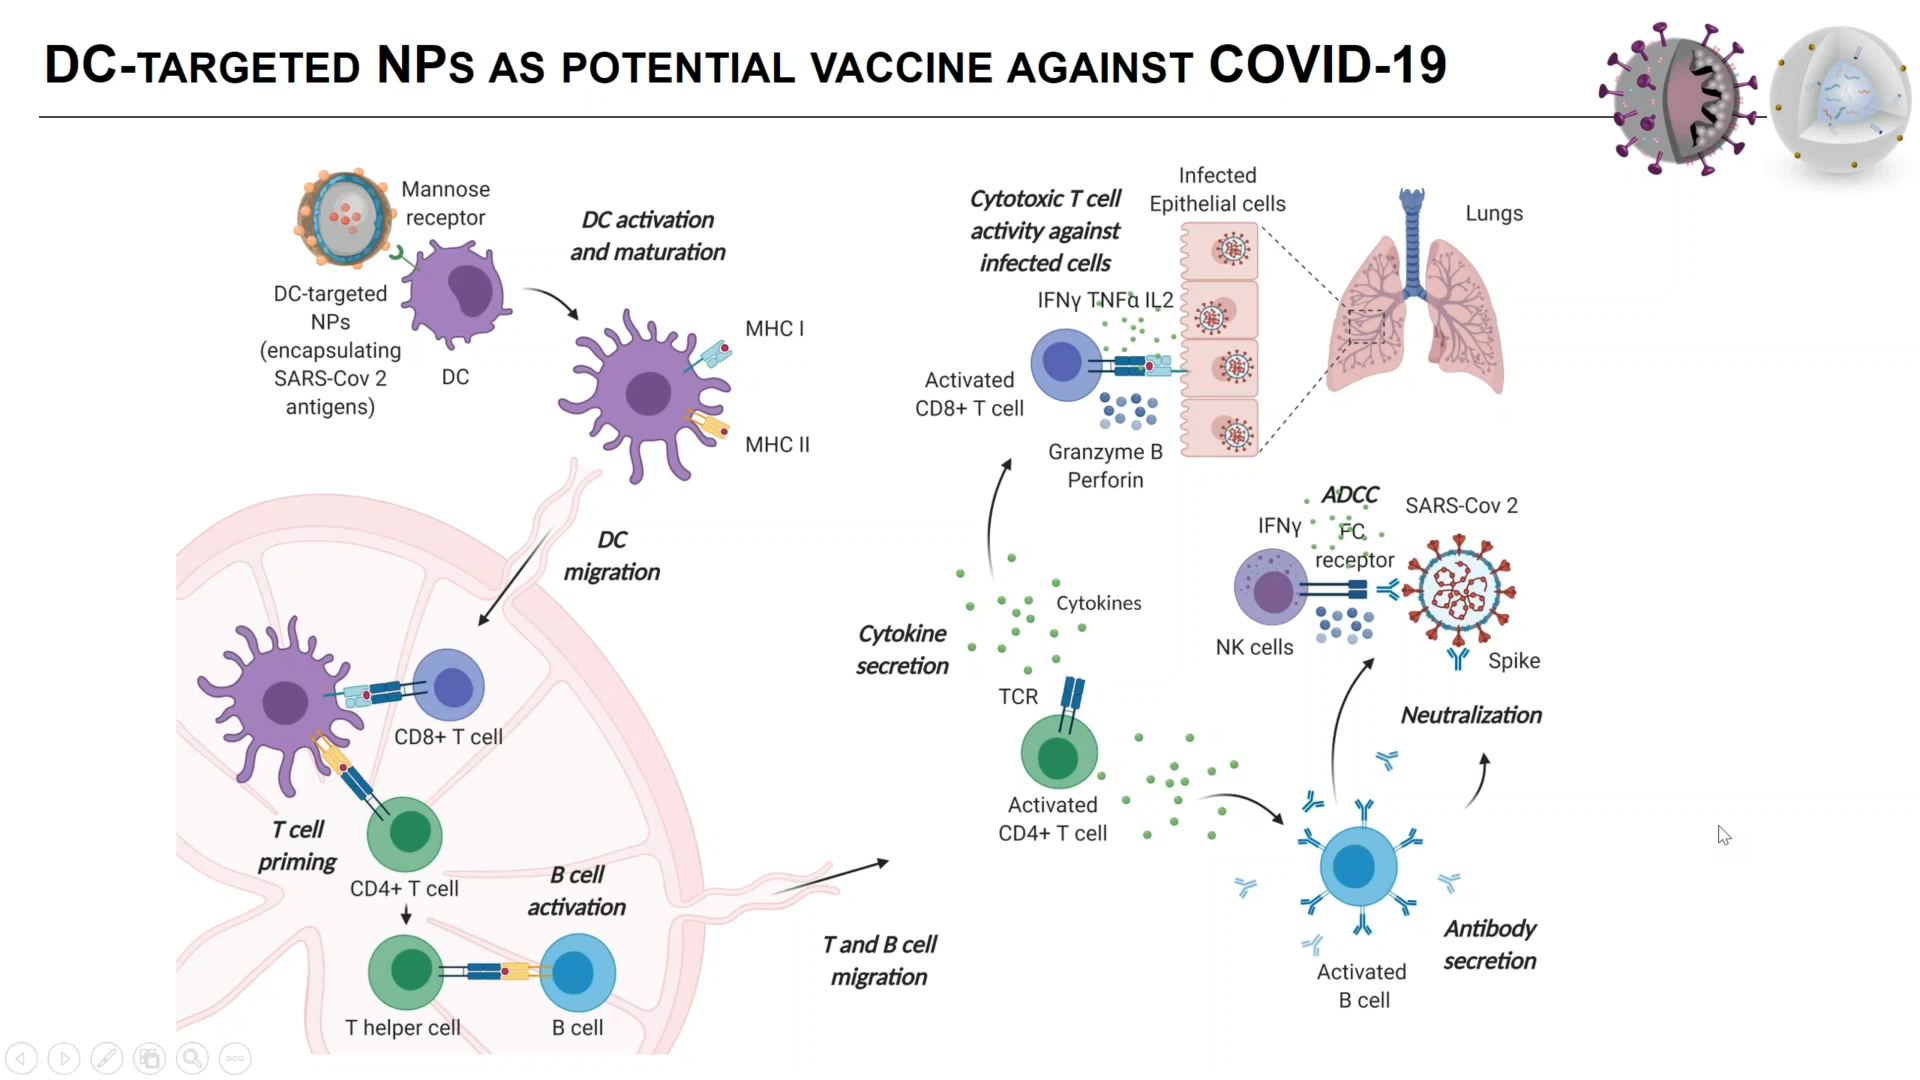 DC-TARGETED NPS AS POTENTIAL VACCINE AGAINST COVID-19
Mannose
receptor
DC-targeted
NPs
(encapsulating
SARS-Cov 2
antigens)
DC
DC activation
and maturation
MHC I
MHC II
DC
migration
CD8+ T cell
T cell
priming
CD4+ T cell
B cell
activation
T helper cell
B cell
T and B cell
migration
Cytokine
secretion
Cytokines
TCR
Activated
CD4+ T cell
Cytotoxic T cell
activity against
infected cells
IFNγ TNFα IL2
Activated
CD8+ T cell
Granzyme B
Perforin
Infected
Epithelial cells
Lungs
ADCC
IFNγ
FC
receptor
SARS-Cov 2
NK cells
Spike
Neutralization
Antibody
secretion
Activated
B cell